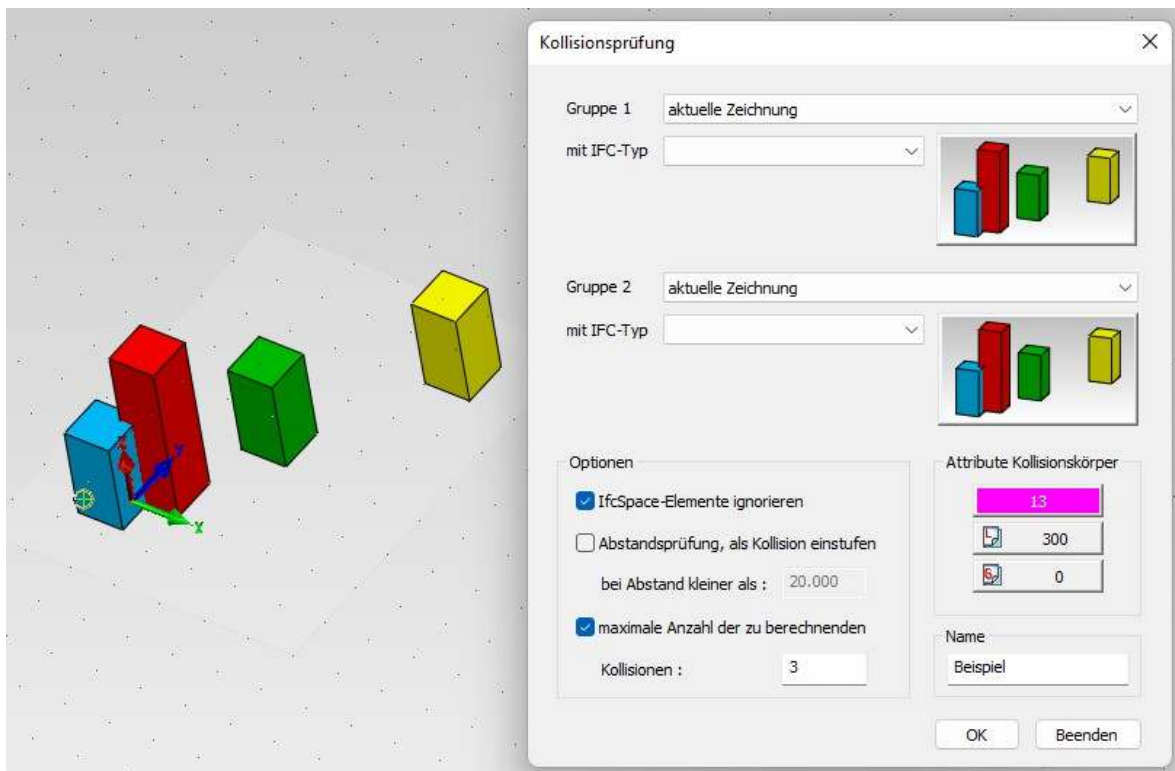 Kollisionsprüfung
Gruppe 1 aktuelle Zeichnung
mit IFC-Typ
Gruppe 2 aktuelle Zeichnung
mit IFC-Typ
Optionen
IfcSpace-Elemente ignorieren
Abstandsprüfung, als Kollision einstufen
bei Abstand kleiner als : 20.000
maximale Anzahl der zu berechnenden
Kollisionen : 3
Attribute Kollisionskörper
13
L 300
G 0
Name
Beispiel
OK Beenden
X